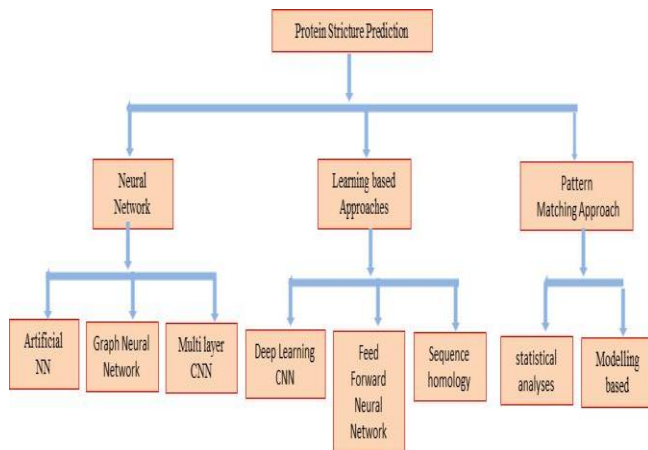 Protein Stricture Prediction
Neural
Network
Learning based
Approaches
Pattern
Matching Approach
Artificial
NN
Graph Neural
Network
Multi layer
CNN
Deep Learning
CNN
Feed
Forward
Neural
Network
Sequence
homology
statistical
analyses
Modelling
based